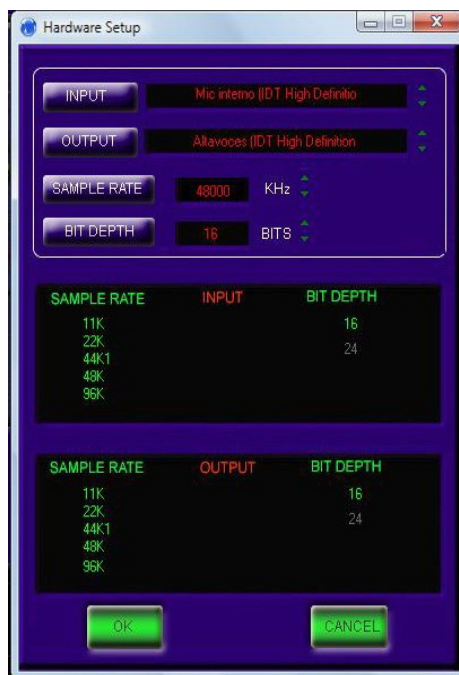 Hardware Setup
INPUT Mic interno (IDT High Definitio
OUTPUT Altavoces (IDT High Definition
SAMPLE RATE 48000 KHz
BIT DEPTH 16 BITS
SAMPLE RATE INPUT BIT DEPTH
11K 16
22K 24
44K1
48K
96K
SAMPLE RATE OUTPUT BIT DEPTH
11K 16
22K 24
44K1
48K
96K
OK CANCEL